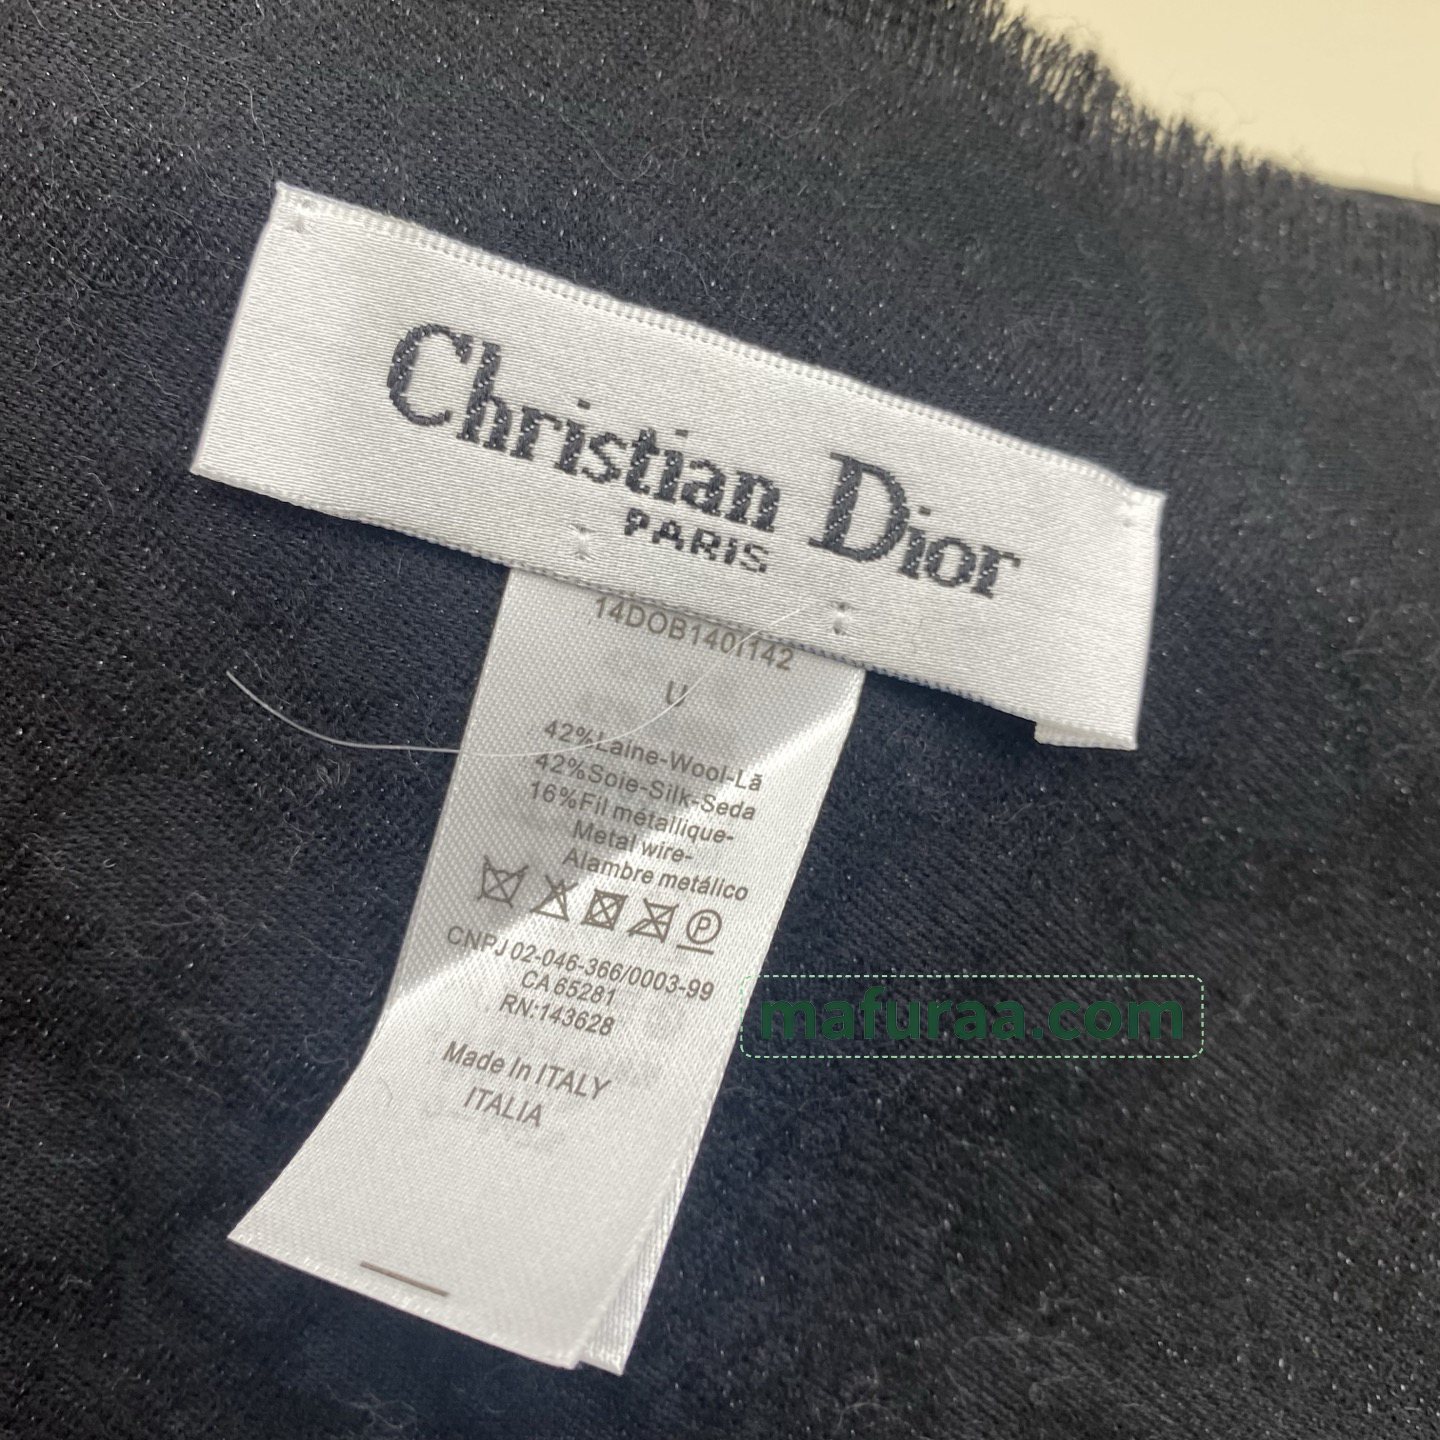 Christian Dior
PARIS
14DOB140I142
U
42%Laine-Wool-Lã
42%Soie-Silk-Seda
16%Fil métallique-
Metal wire-
Alambre metálico
P
CNPJ 02-046-366/0003-99
CA 65281
RN:143628
Made In ITALY
ITALIA
mafuraa.com